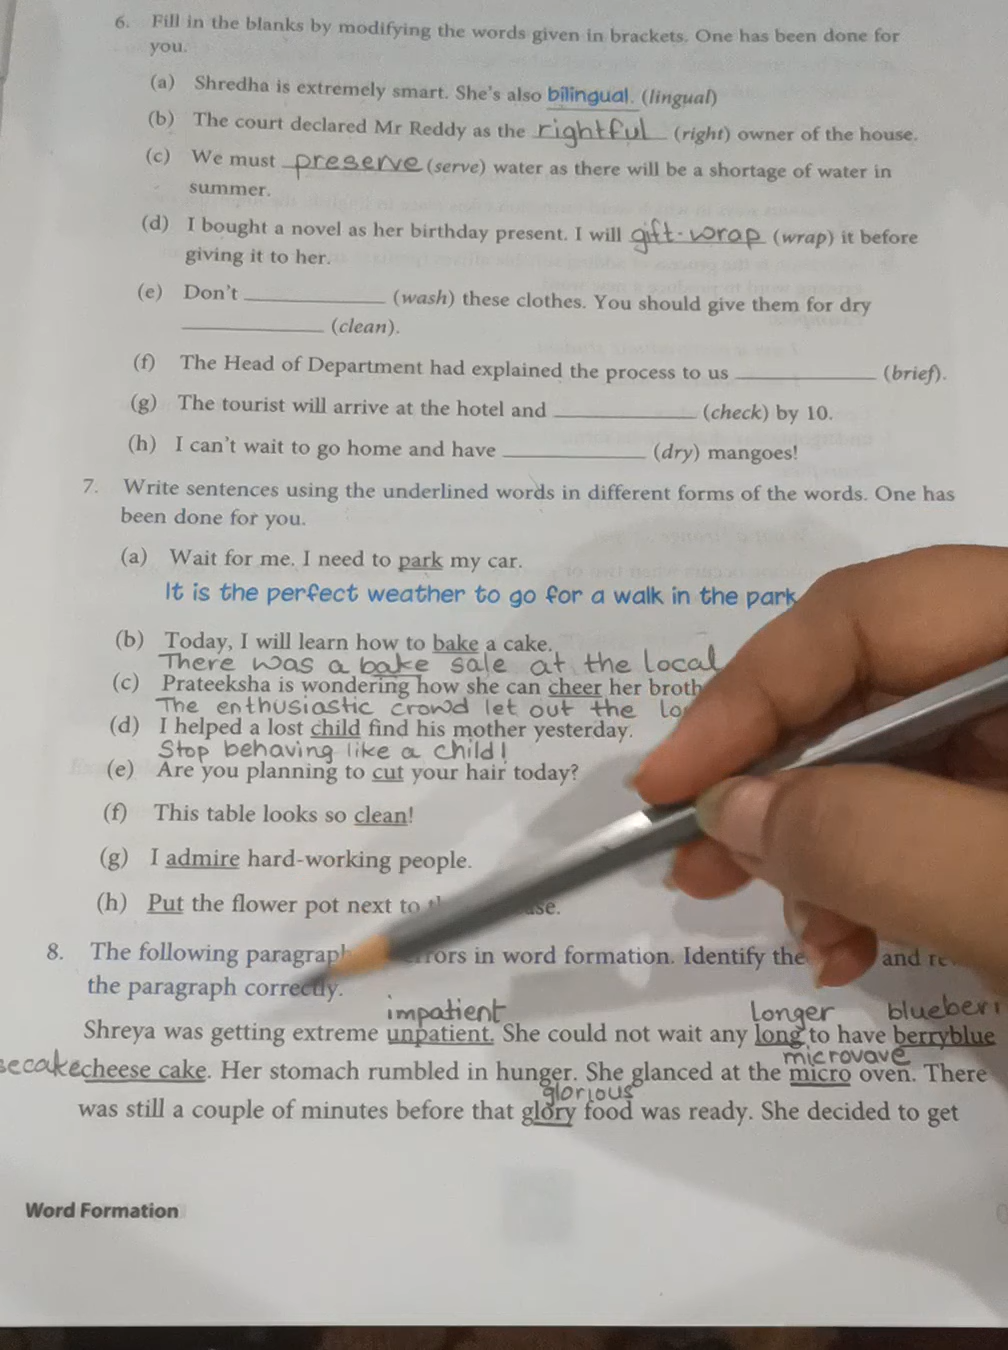 6. Fill in the blanks by modifying the words given in brackets. One has been done for
you.
(a) Shredha is extremely smart. She's also bilingual. (lingual)
(b) The court declared Mr Reddy as the rightful (right) owner of the house.
(c) We must preserve (serve) water as there will be a shortage of water in
summer.
(d) I bought a novel as her birthday present. I will gift-wrap (wrap) it before
giving it to her.
(e) Don't ____________ (wash) these clothes. You should give them for dry
____________ (clean).
(f) The Head of Department had explained the process to us ____________ (brief).
(g) The tourist will arrive at the hotel and ____________ (check) by 10.
(h) I can't wait to go home and have ____________ (dry) mangoes!
7. Write sentences using the underlined words in different forms of the words. One has
been done for you.
(a) Wait for me. I need to park my car.
It is the perfect weather to go for a walk in the park
(b) Today, I will learn how to bake a cake.
There was a bake sale at the local
(c) Prateeksha is wondering how she can cheer her broth
The enthusiastic crowd let out the lo
(d) I helped a lost child find his mother yesterday.
Stop behaving like a child!
(e) Are you planning to cut your hair today?
(f) This table looks so clean!
(g) I admire hard-working people.
(h) Put the flower pot next to
8. The following paragraph errors in word formation. Identify the and
the paragraph correctly.
impatient longer blueberr
Shreya was getting extreme unpatient. She could not wait any long to have berryblue
microvave
secake cheese cake. Her stomach rumbled in hunger. She glanced at the micro oven. There
glorious
was still a couple of minutes before that glory food was ready. She decided to get
Word Formation